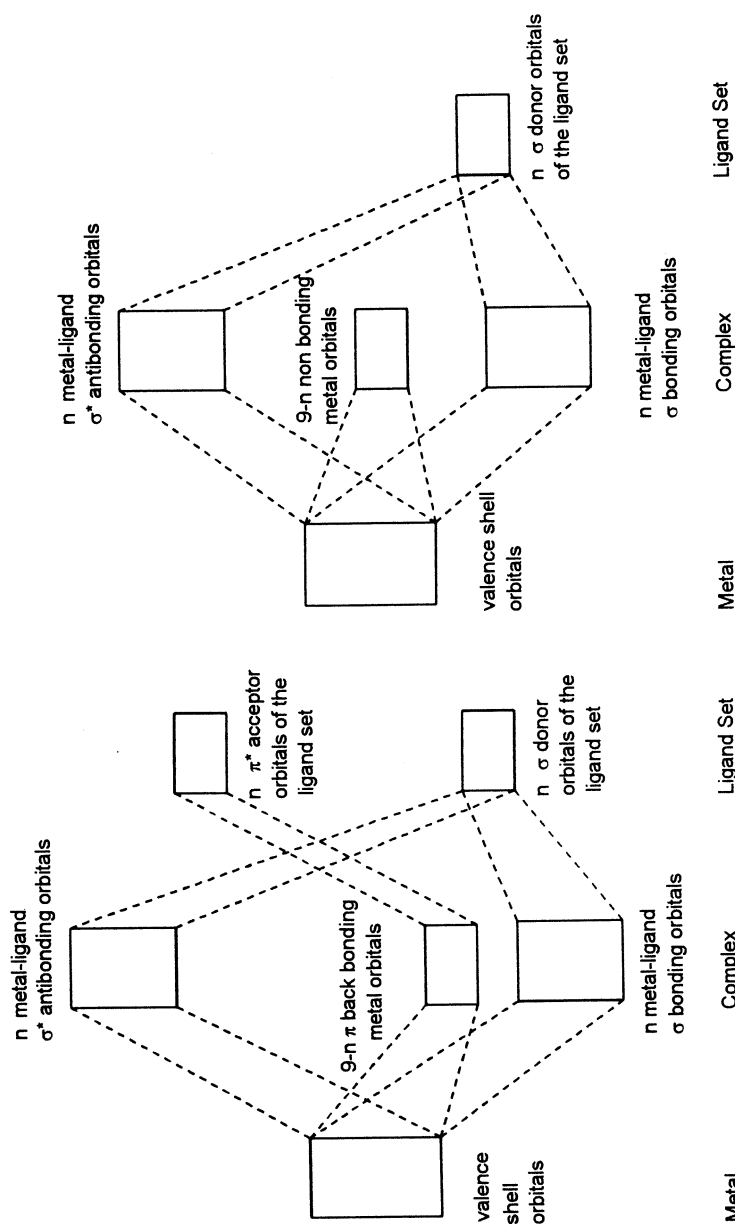 n metal-ligand
σ* antibonding orbitals
n π* acceptor
orbitals of the
ligand set
9-n π back bonding
metal orbitals
valence
shell
orbitals
n σ donor
orbitals of the
ligand set
n metal-ligand
σ bonding orbitals
Metal
Complex
Ligand Set
n metal-ligand
σ* antibonding orbitals
9-n non bonding
metal orbitals
valence shell
orbitals
n σ donor orbitals
of the ligand set
n metal-ligand
σ bonding orbitals
Metal
Complex
Ligand Set